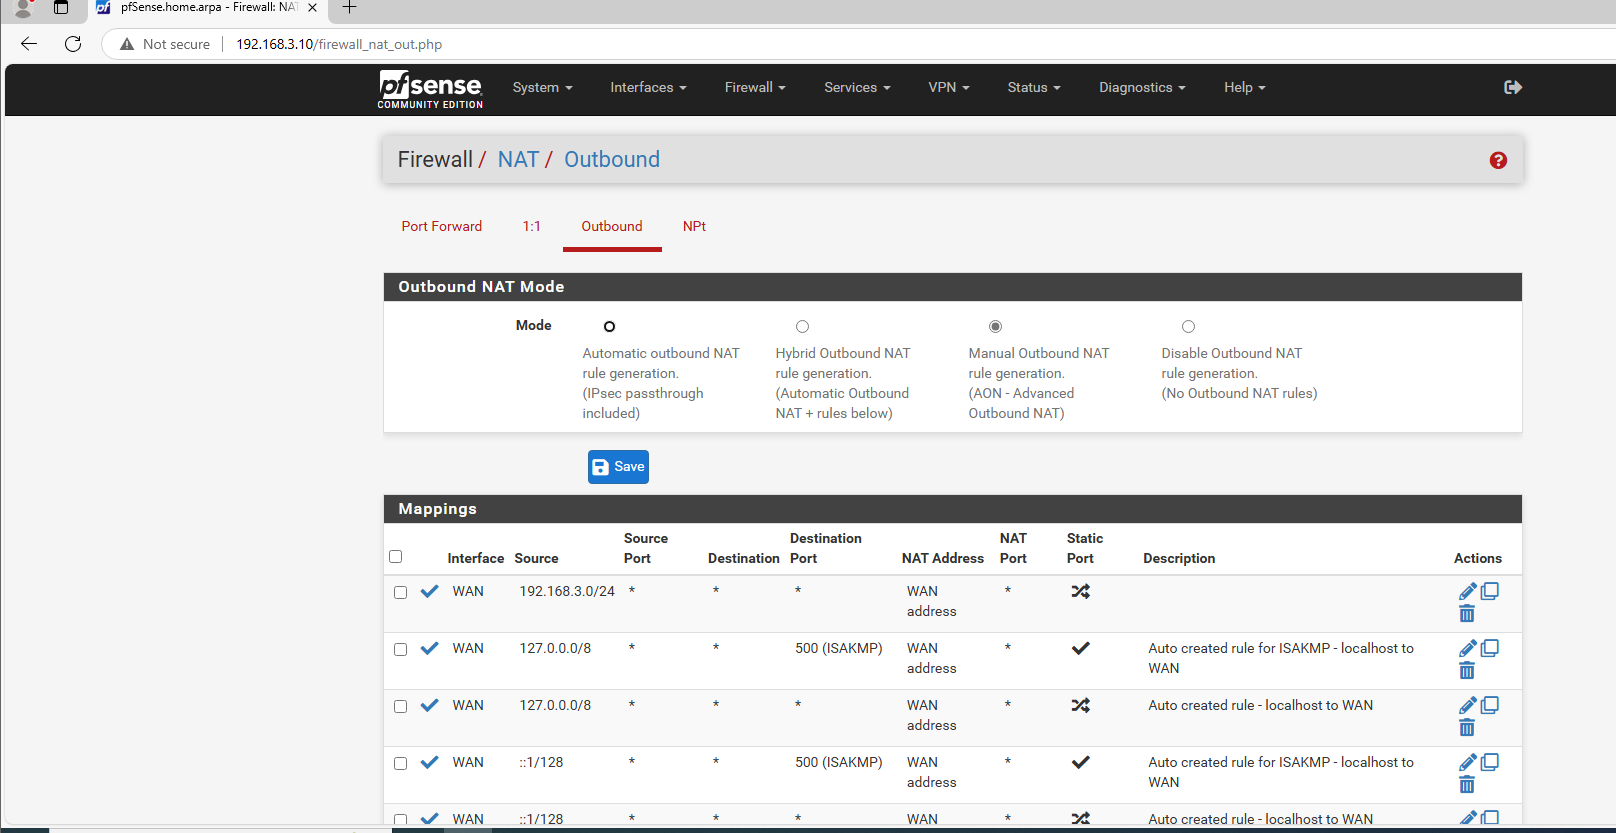 pfSense.home.arpa - Firewall: NAT
Not secure 192.168.3.10/firewall_nat_out.php
pfsense
COMMUNITY EDITION
System Interfaces Firewall Services VPN Status Diagnostics Help
Firewall / NAT / Outbound
Port Forward 1:1 Outbound NPt
Outbound NAT Mode
Mode
Automatic outbound NAT
rule generation.
(IPsec passthrough
included)
Hybrid Outbound NAT
rule generation.
(Automatic Outbound
NAT + rules below)
Manual Outbound NAT
rule generation.
(AON - Advanced
Outbound NAT)
Disable Outbound NAT
rule generation.
(No Outbound NAT rules)
Save
Mappings
Interface Source Source Port Destination Destination Port NAT Address NAT Port Static Port Description Actions
WAN 192.168.3.0/24 * * * WAN address *
WAN 127.0.0.0/8 * * 500 (ISAKMP) WAN address * Auto created rule for ISAKMP - localhost to WAN
WAN 127.0.0.0/8 * * * WAN address * Auto created rule - localhost to WAN
WAN ::1/128 * * 500 (ISAKMP) WAN address * Auto created rule for ISAKMP - localhost to WAN
WAN ::1/128 * * * WAN * Auto created rule - localhost to WAN